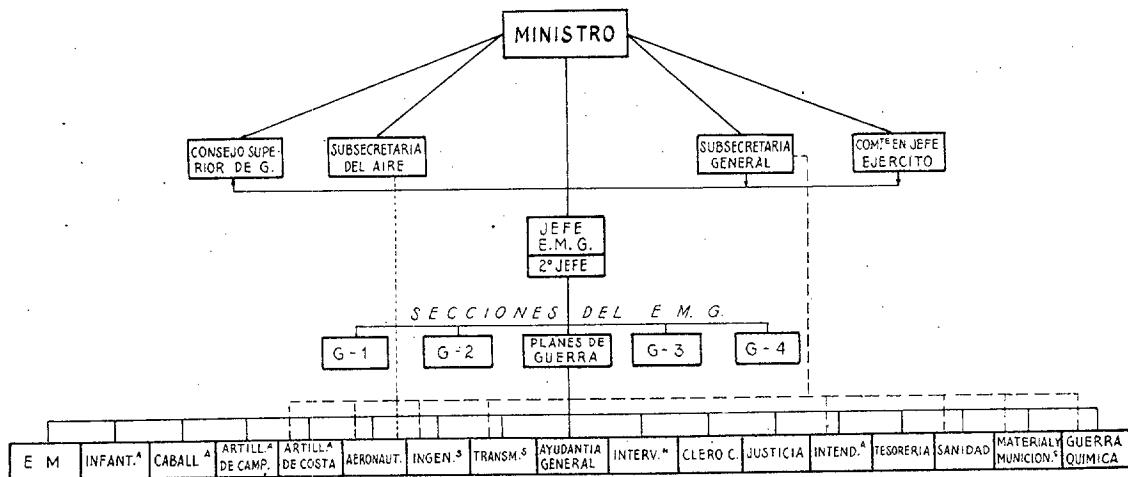 MINISTRO
CONSEJO SUPE-
RIOR DE G.
SUBSECRETARIA
DEL AIRE
SUBSECRETARIA
GENERAL
COM.TE EN JEFE
EJERCITO
JEFE
E.M.G.
2º JEFE
SECCIONES DEL E M. G.
G-1
G-2
PLANES DE
GUERRA
G-3
G-4
E M
INFANT.A
CABALL A
ARTILL.A
DE CAMP.
ARTILL.A
DE COSTA
AERONAUT.
INGEN.S
TRANSM.S
AYUDANTIA
GENERAL
INTERV.N
CLERO C.
JUSTICIA
INTEND.A
TESORERIA
SANIDAD
MATERIAL Y
MUNICION.S
GUERRA
QUIMICA